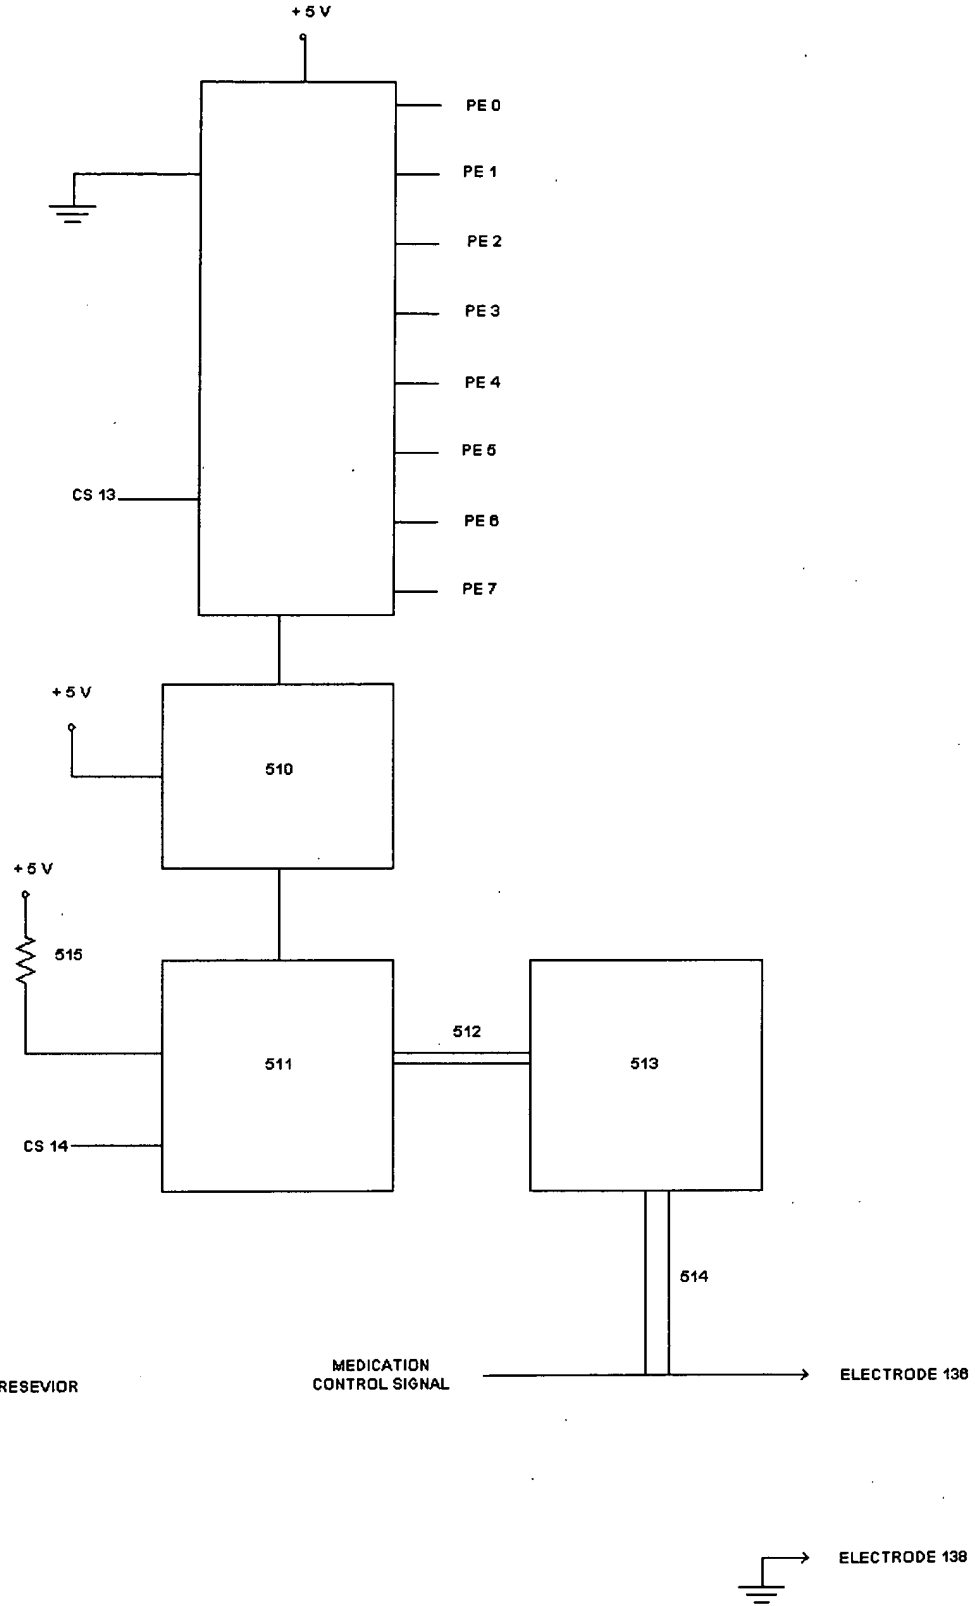 + 5 V
PE 0
PE 1
PE 2
PE 3
PE 4
PE 5
CS 13
PE 6
PE 7
+ 5 V
510
+ 5 V
515
512
511
513
CS 14
514
MEDICATION
CONTROL SIGNAL
RESEVIOR
ELECTRODE 136
ELECTRODE 138